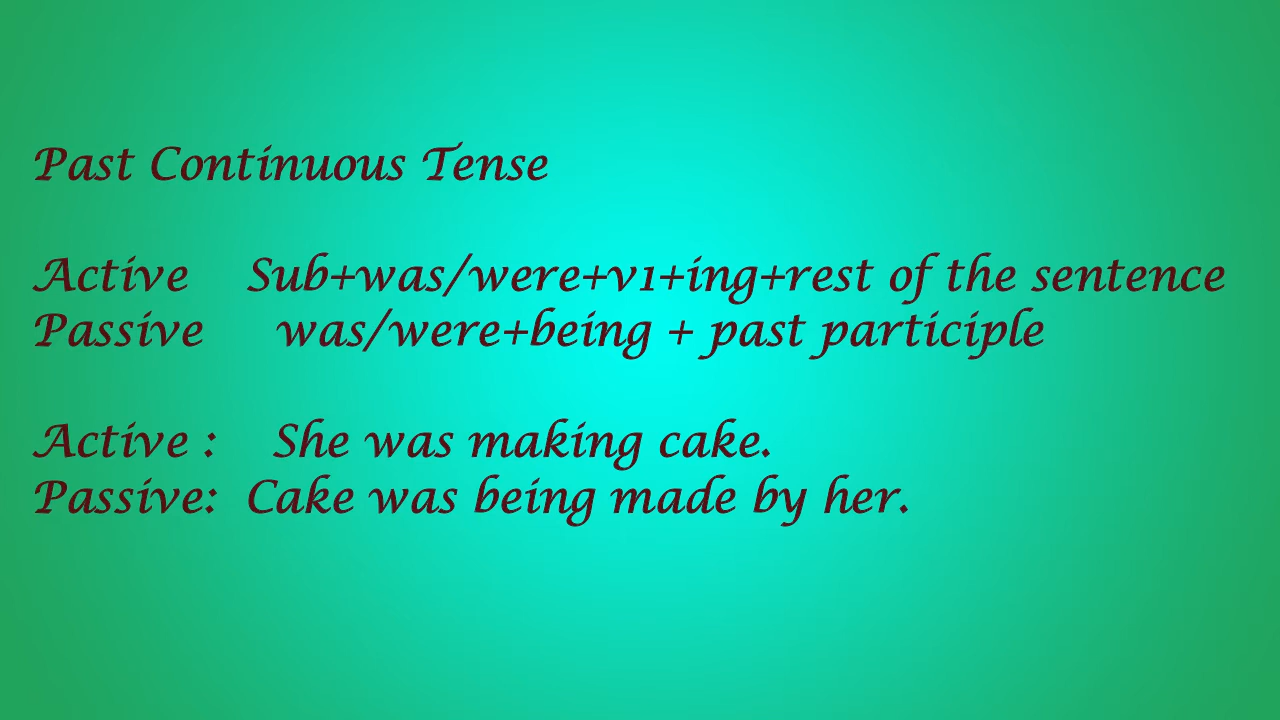 Past Continuous Tense
Active Sub+was/were+v1+ing+rest of the sentence
Passive was/were+being + past participle
Active : She was making cake.
Passive: Cake was being made by her.